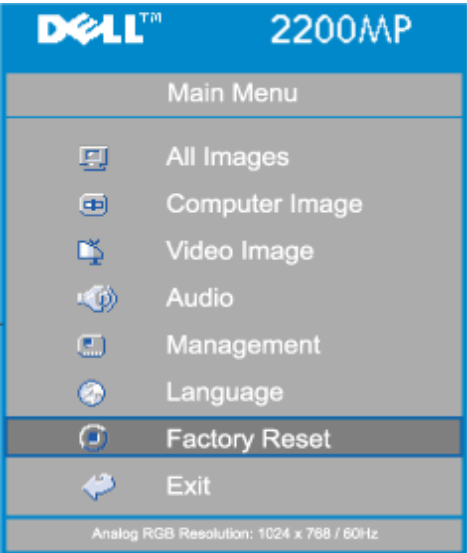 DELL™ 2200MP
Main Menu
All Images
Computer Image
Video Image
Audio
Management
Language
Factory Reset
Exit
Analog RGB Resolution: 1024 x 768 / 60Hz